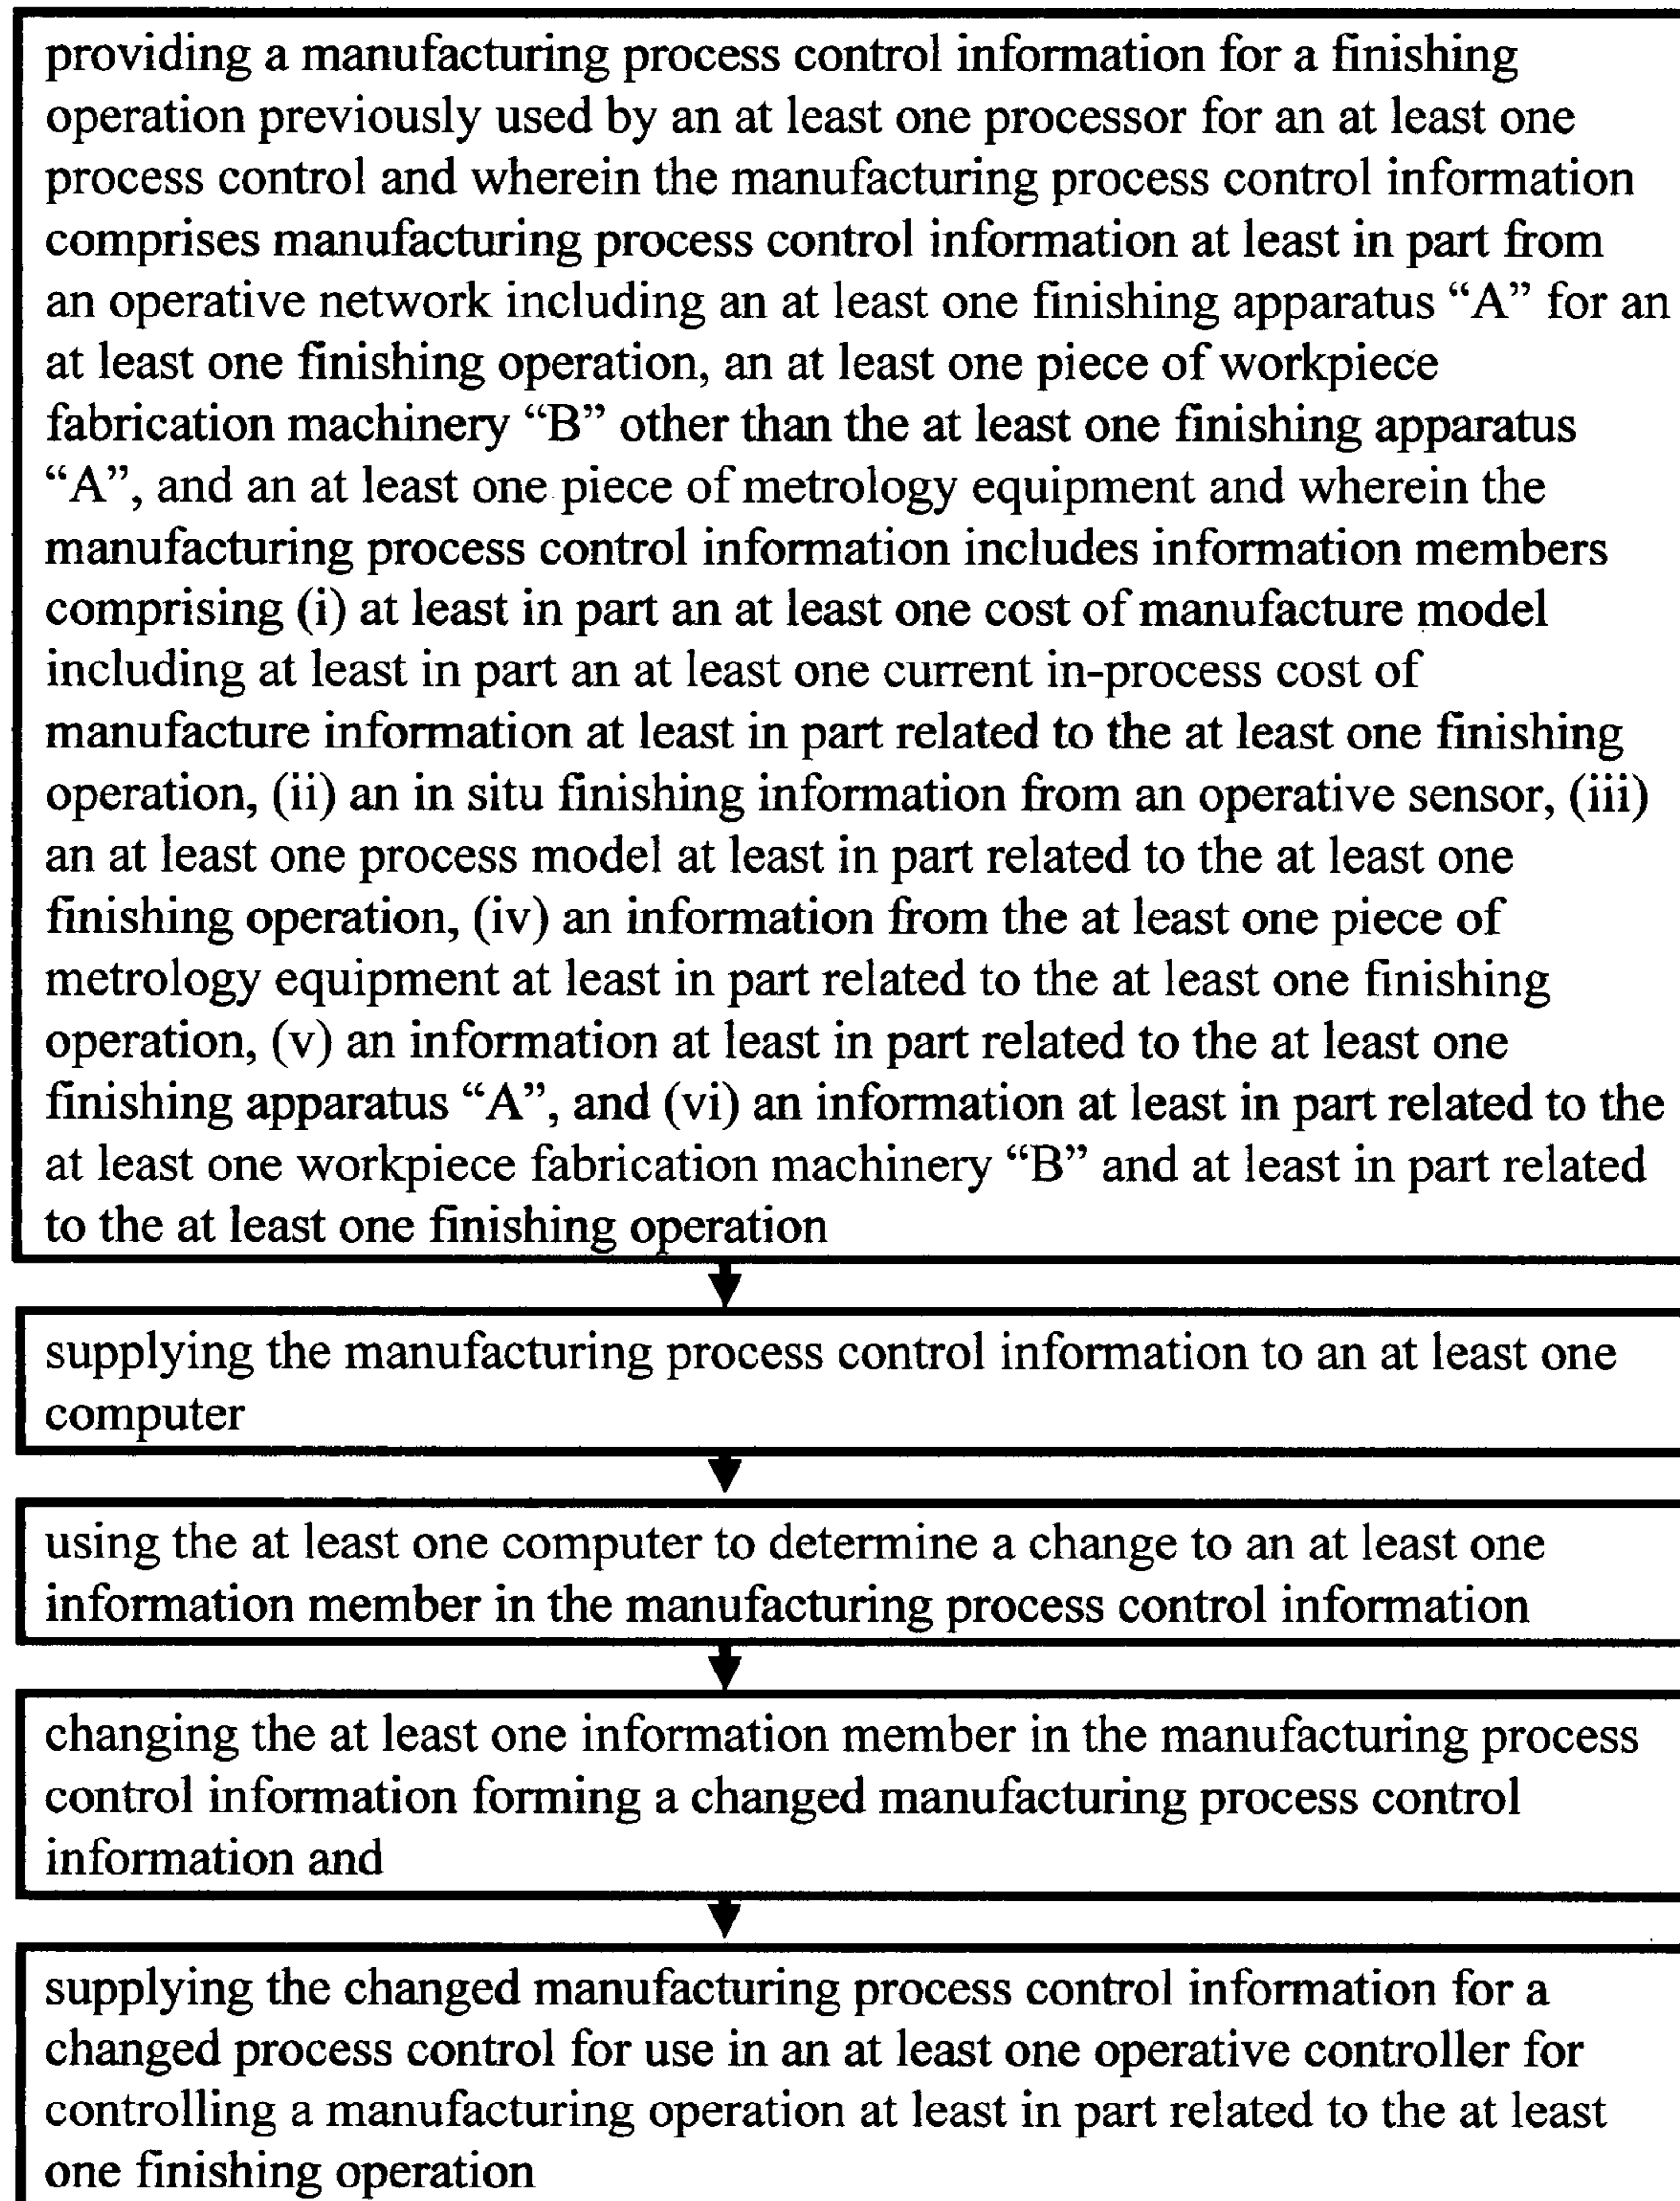 providing a manufacturing process control information for a finishing
operation previously used by an at least one processor for an at least one
process control and wherein the manufacturing process control information
comprises manufacturing process control information at least in part from
an operative network including an at least one finishing apparatus “A” for an
at least one finishing operation, an at least one piece of workpiece
fabrication machinery “B” other than the at least one finishing apparatus
“A”, and an at least one piece of metrology equipment and wherein the
manufacturing process control information includes information members
comprising (i) at least in part an at least one cost of manufacture model
including at least in part an at least one current in-process cost of
manufacture information at least in part related to the at least one finishing
operation, (ii) an in situ finishing information from an operative sensor, (iii)
an at least one process model at least in part related to the at least one
finishing operation, (iv) an information from the at least one piece of
metrology equipment at least in part related to the at least one finishing
operation, (v) an information at least in part related to the at least one
finishing apparatus “A”, and (vi) an information at least in part related to the
at least one workpiece fabrication machinery “B” and at least in part related
to the at least one finishing operation
supplying the manufacturing process control information to an at least one
computer
using the at least one computer to determine a change to an at least one
information member in the manufacturing process control information
changing the at least one information member in the manufacturing process
control information forming a changed manufacturing process control
information and
supplying the changed manufacturing process control information for a
changed process control for use in an at least one operative controller for
controlling a manufacturing operation at least in part related to the at least
one finishing operation